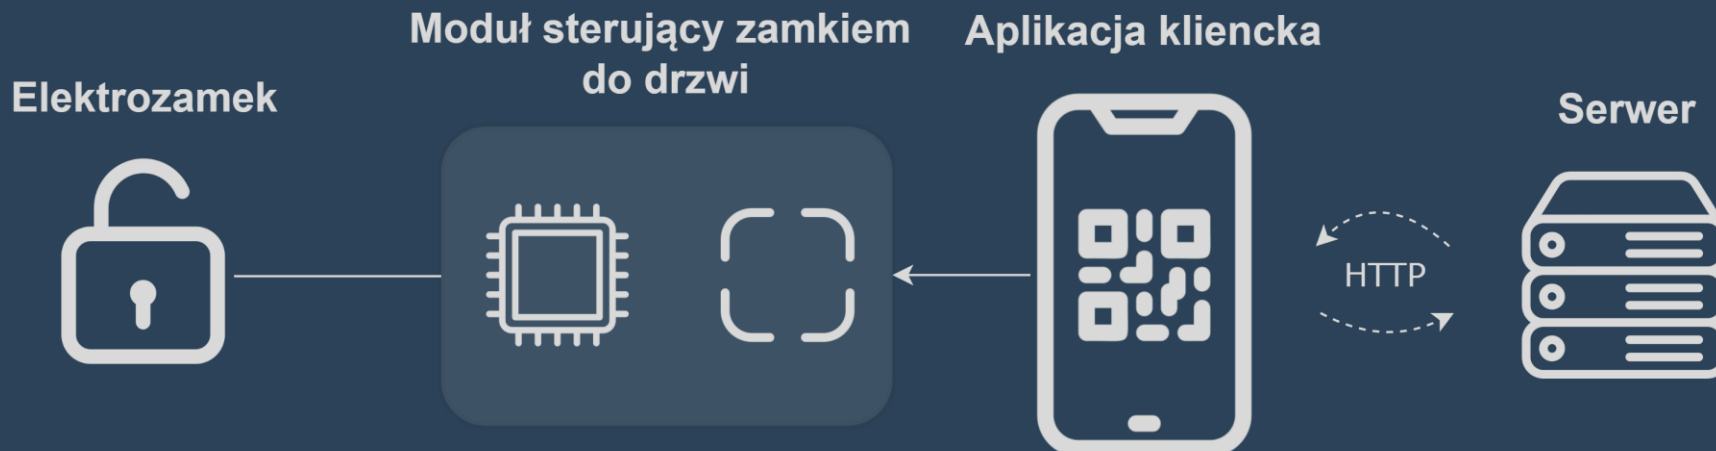 Moduł sterujący zamkiem
do drzwi
Aplikacja kliencka
Elektrozamek
Serwer
HTTP